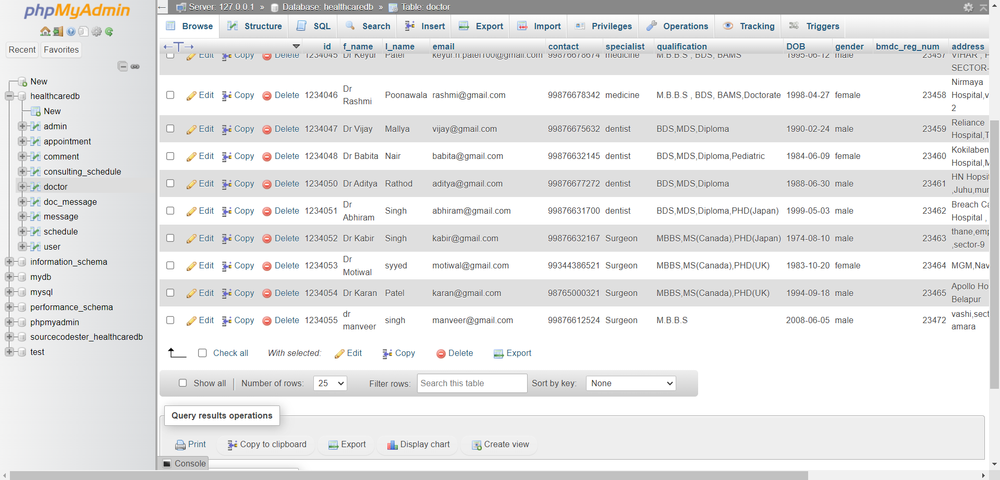 phpMyAdmin
Recent Favorites
New
healthcaredb
New
admin
appointment
comment
consulting_schedule
doctor
doc_message
message
schedule
user
information_schema
mydb
mysql
performance_schema
phpmyadmin
sourcecodester_healthcaredb
test
Server: 127.0.0.1 » Database: healthcaredb » Table: doctor
Browse Structure SQL Search Insert Export Import Privileges Operations Tracking Triggers
id f_name l_name email contact specialist qualification DOB gender bmdc_reg_num address
Edit Copy Delete 1234045 Dr Keyur Patel keyur.n.patel100@gmail.com 99876678674 medicine M.B.B.S , BDS, BAMS 1995-06-12 male 23457 VIHAR ,
SECTOR-
Edit Copy Delete 1234046 Dr Rashmi Poonawala rashmi@gmail.com 99876678342 medicine M.B.B.S , BDS, BAMS,Doctorate 1998-04-27 female 23458 Nirmaya
Hospital,v
2
Edit Copy Delete 1234047 Dr Vijay Mallya vijay@gmail.com 99876675632 dentist BDS,MDS,Diploma 1990-02-24 male 23459 Reliance
Hospital,T
Edit Copy Delete 1234048 Dr Babita Nair babita@gmail.com 99876632145 dentist BDS,MDS,Diploma,Pediatric 1984-06-09 female 23460 Kokilaben
Hospital,M
Edit Copy Delete 1234050 Dr Aditya Rathod aditya@gmail.com 99876677272 dentist BDS,MDS,Diploma 1988-06-30 male 23461 HN Hopsit
,Juhu,mur
Edit Copy Delete 1234051 Dr Abhiram Singh abhiram@gmail.com 99876631700 dentist BDS,MDS,Diploma,PHD(Japan) 1999-05-03 male 23462 Breach Ca
Hospital ,
Edit Copy Delete 1234052 Dr Kabir Singh kabir@gmail.com 99876632167 Surgeon MBBS,MS(Canada),PHD(Japan) 1974-08-10 male 23463 thane,emp
,sector-9
Edit Copy Delete 1234053 Dr Motiwal syyed motiwal@gmail.com 99344386521 Surgeon MBBS,MS(Canada),PHD(UK) 1983-10-20 female 23464 MGM,Nav
Edit Copy Delete 1234054 Dr Karan Patel karan@gmail.com 98765000321 Surgeon MBBS,MS(Canada),PHD(UK) 1994-09-18 male 23465 Apollo Ho
Belapur
Edit Copy Delete 1234055 dr manveer singh manveer@gmail.com 99876612524 Surgeon M.B.B.S 2008-06-05 male 23472 vashi,sect
amara
Check all With selected: Edit Copy Delete Export
Show all Number of rows: 25 Filter rows: Search this table Sort by key: None
Query results operations
Print Copy to clipboard Export Display chart Create view
Console